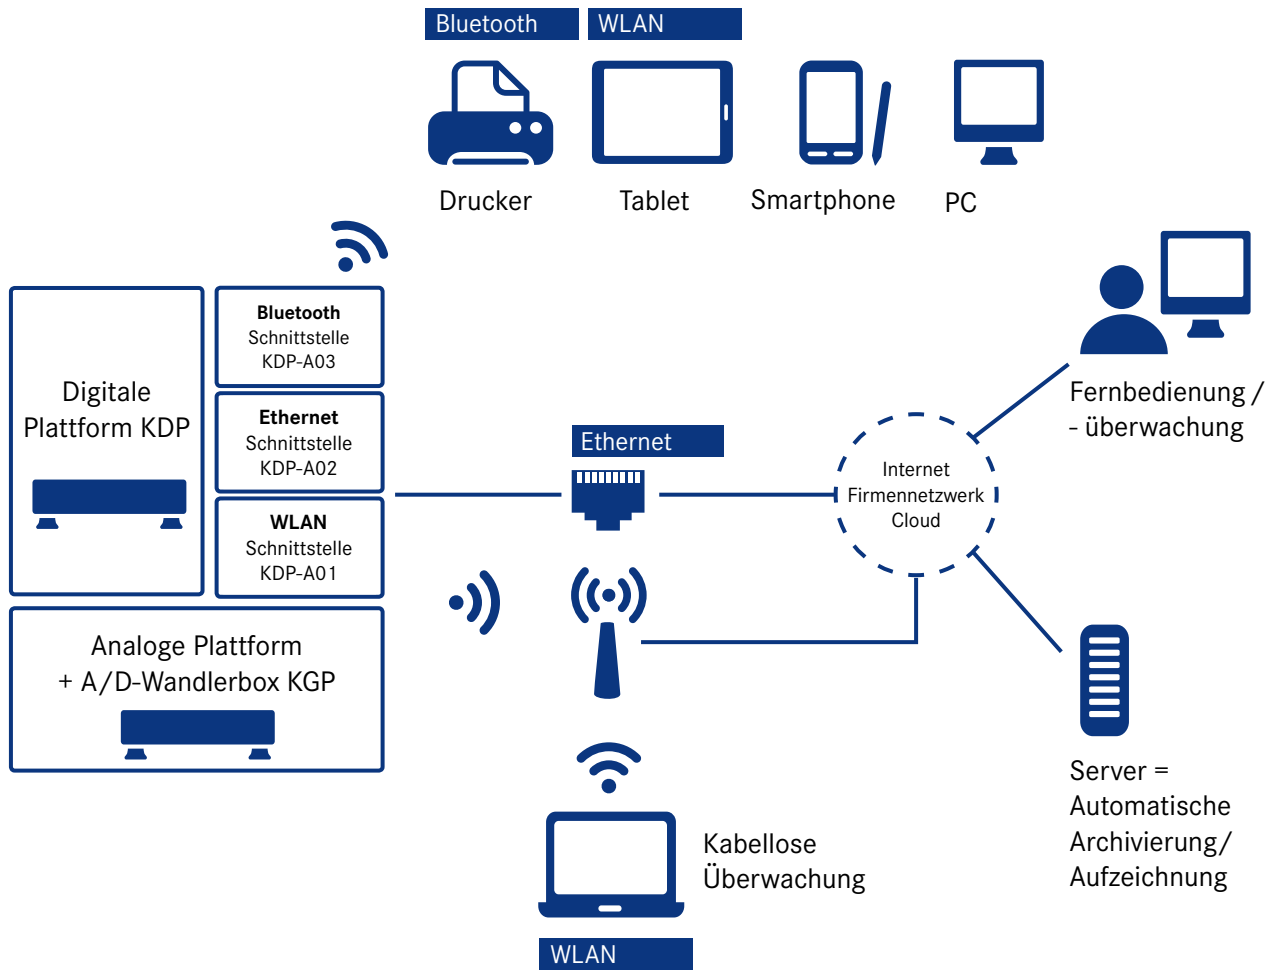 Bluetooth
WLAN
Drucker
Tablet
Smartphone
PC
Digitale
Plattform KDP
Bluetooth
Schnittstelle
KDP-A03
Ethernet
Schnittstelle
KDP-A02
WLAN
Schnittstelle
KDP-A01
Analoge Plattform
+ A/D-Wandlerbox KGP
Ethernet
Internet
Firmennetzwerk
Cloud
Fernbedienung /
- überwachung
Server =
Automatische
Archivierung/
Aufzeichnung
Kabellose
Überwachung
WLAN